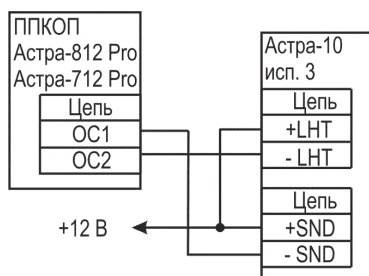 ППКОП
Астра-812 Pro
Астра-712 Pro
Цепь
ОС1
ОС2
+12 В
Астра-10
исп. 3
Цепь
+LHT
- LHT
Цепь
+SND
- SND